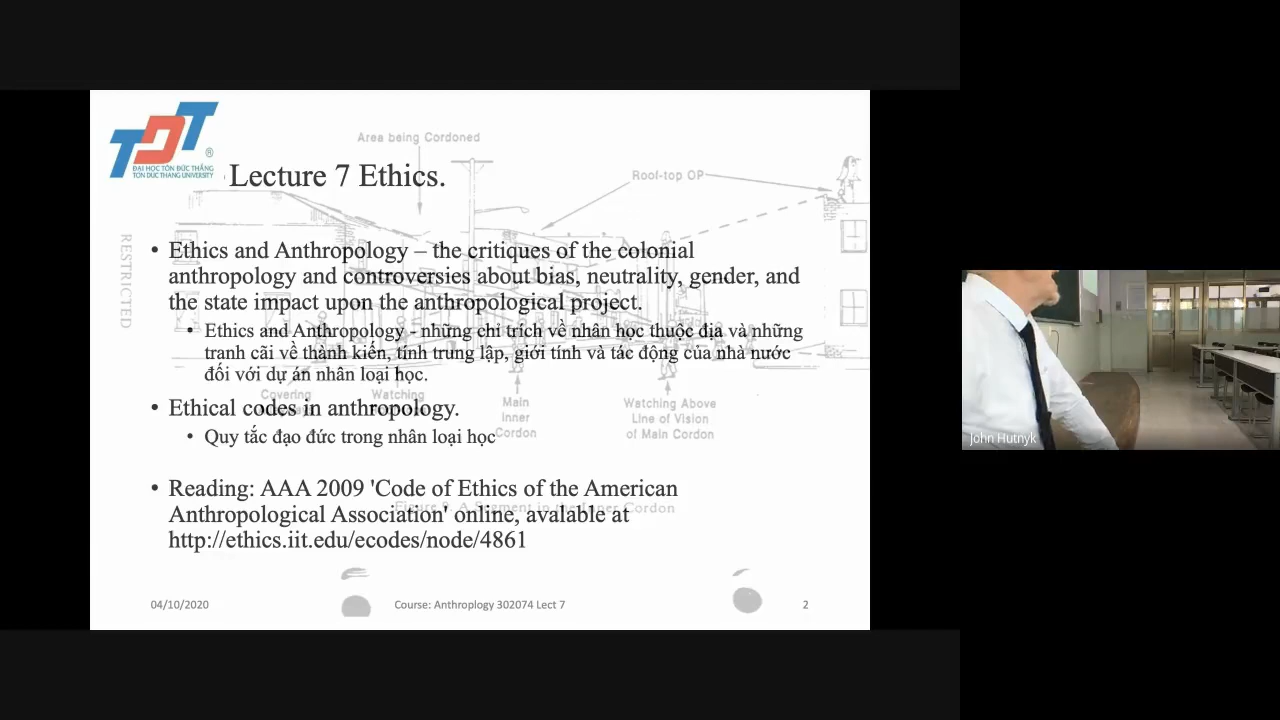 Area being Cordoned
TDT
®
ĐẠI HỌC TÔN ĐỨC THẮNG
TON DUC THANG UNIVERSITY
Lecture 7 Ethics.
Roof-top OP
RESTRICTED
• Ethics and Anthropology – the critiques of the colonial
anthropology and controversies about bias, neutrality, gender, and
the state impact upon the anthropological project.
• Ethics and Anthropology - những chỉ trích về nhân học thuộc địa và những
tranh cãi về thành kiến, tính trung lập, giới tính và tác động của nhà nước
đối với dự án nhân loại học.
Covering
Watching
Main
Inner
Cordon
Watching Above
Line of Vision
of Main Cordon
• Ethical codes in anthropology.
• Quy tắc đạo đức trong nhân loại học
• Reading: AAA 2009 'Code of Ethics of the American
Anthropological Association' online, avalable at
http://ethics.iit.edu/ecodes/node/4861
Figure 9. A Segment in the Inner Cordon
04/10/2020
Course: Anthroplogy 302074 Lect 7
2
John Hutnyk